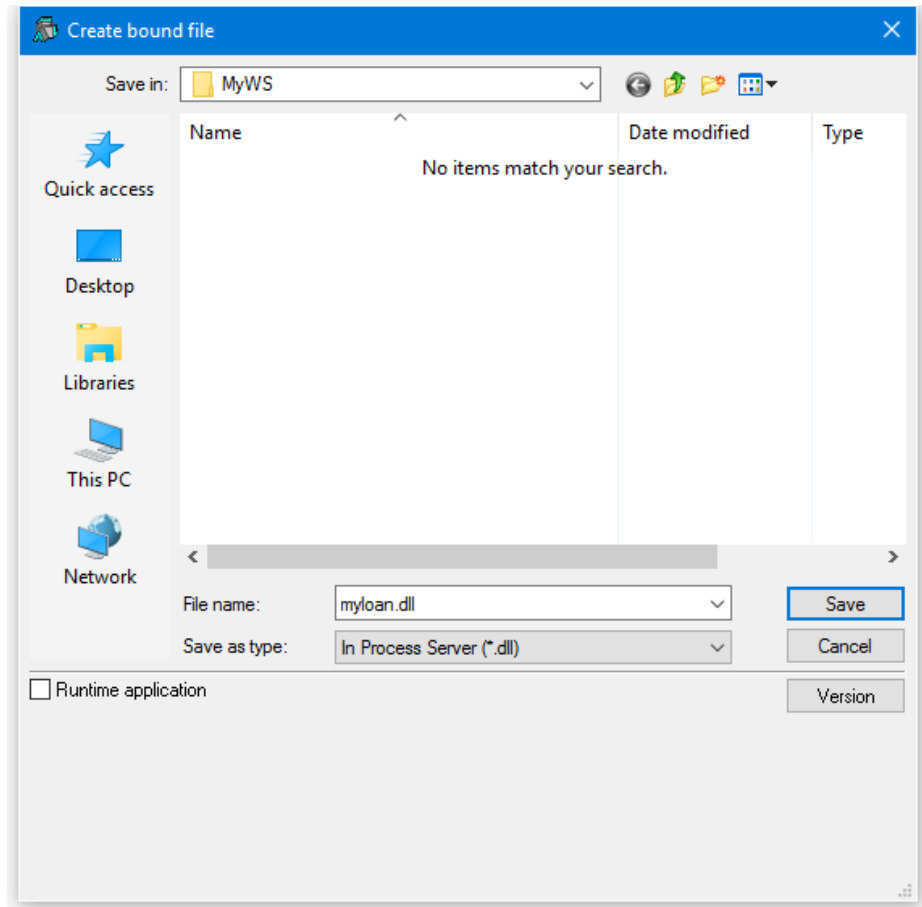 Create bound file
Save in: MyWS
Name Date modified Type
No items match your search.
Quick access
Desktop
Libraries
This PC
Network
File name: myloan.dll Save
Save as type: In Process Server (*.dll) Cancel
Runtime application Version